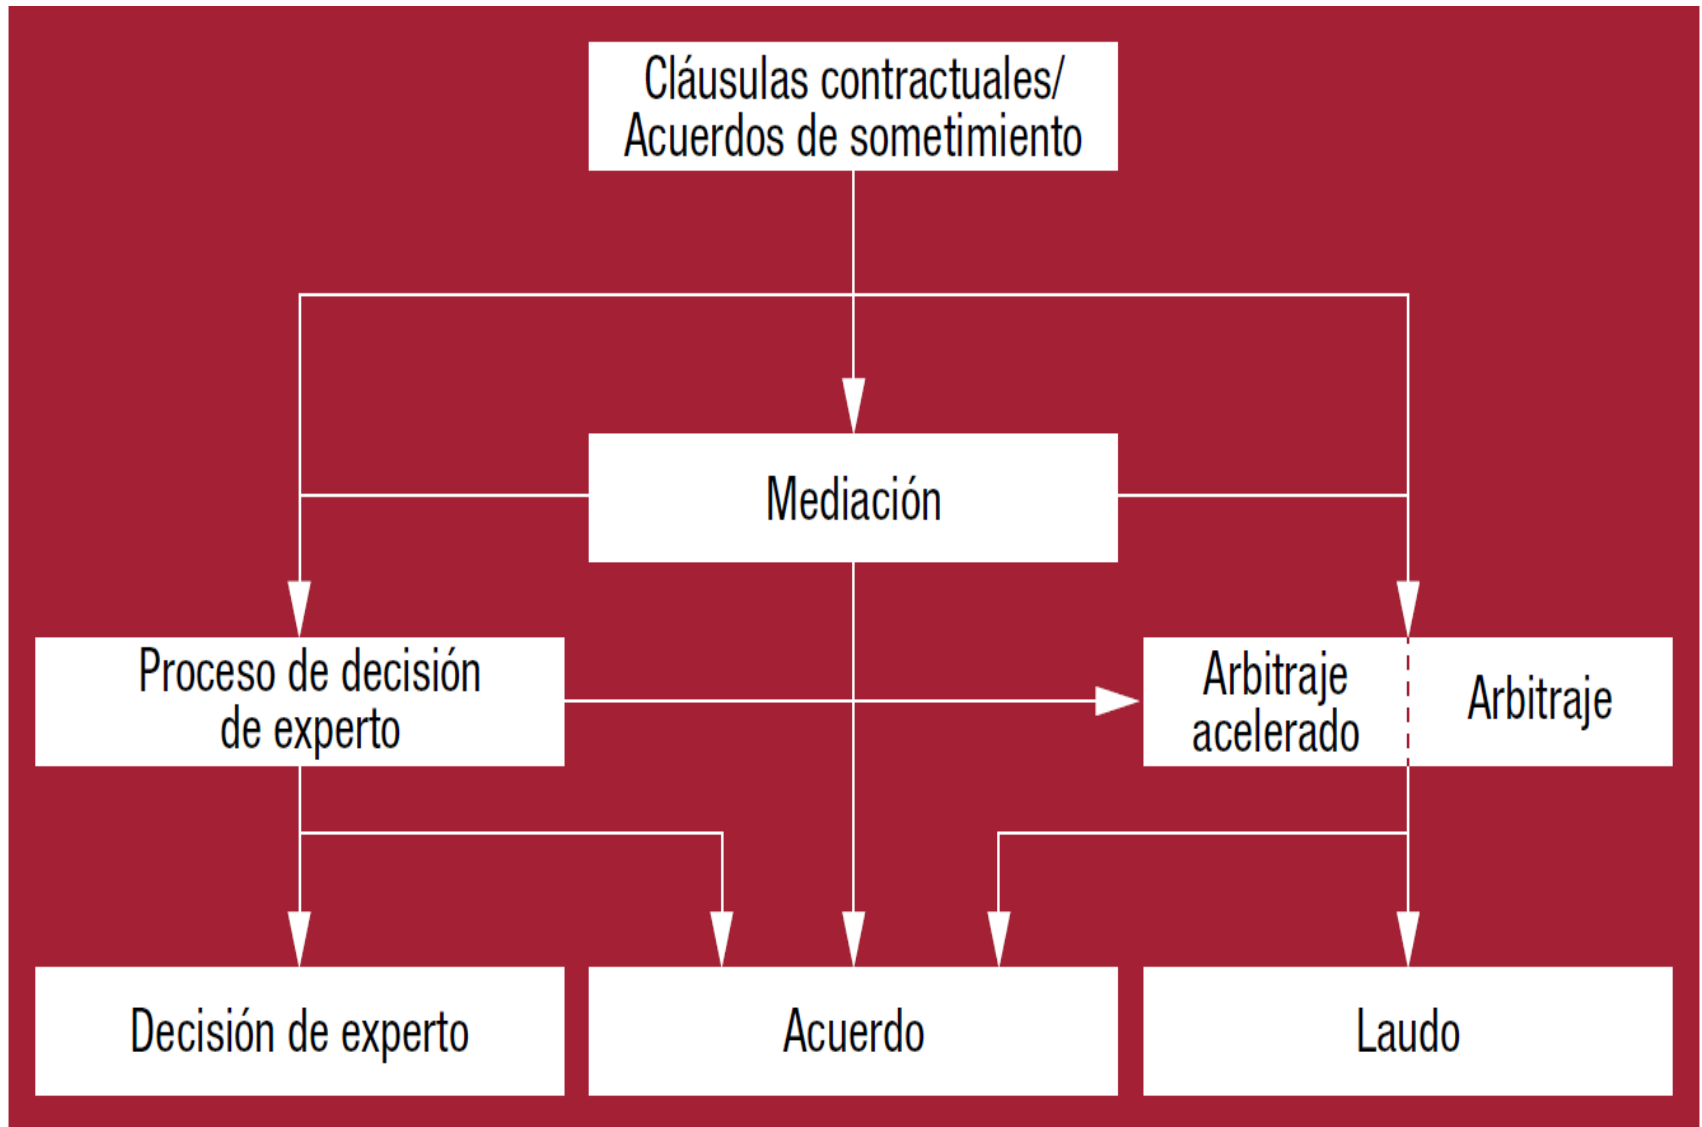 Cláusulas contractuales/
Acuerdos de sometimiento
Mediación
Proceso de decisión
de experto
Arbitraje
acelerado
Arbitraje
Decisión de experto
Acuerdo
Laudo